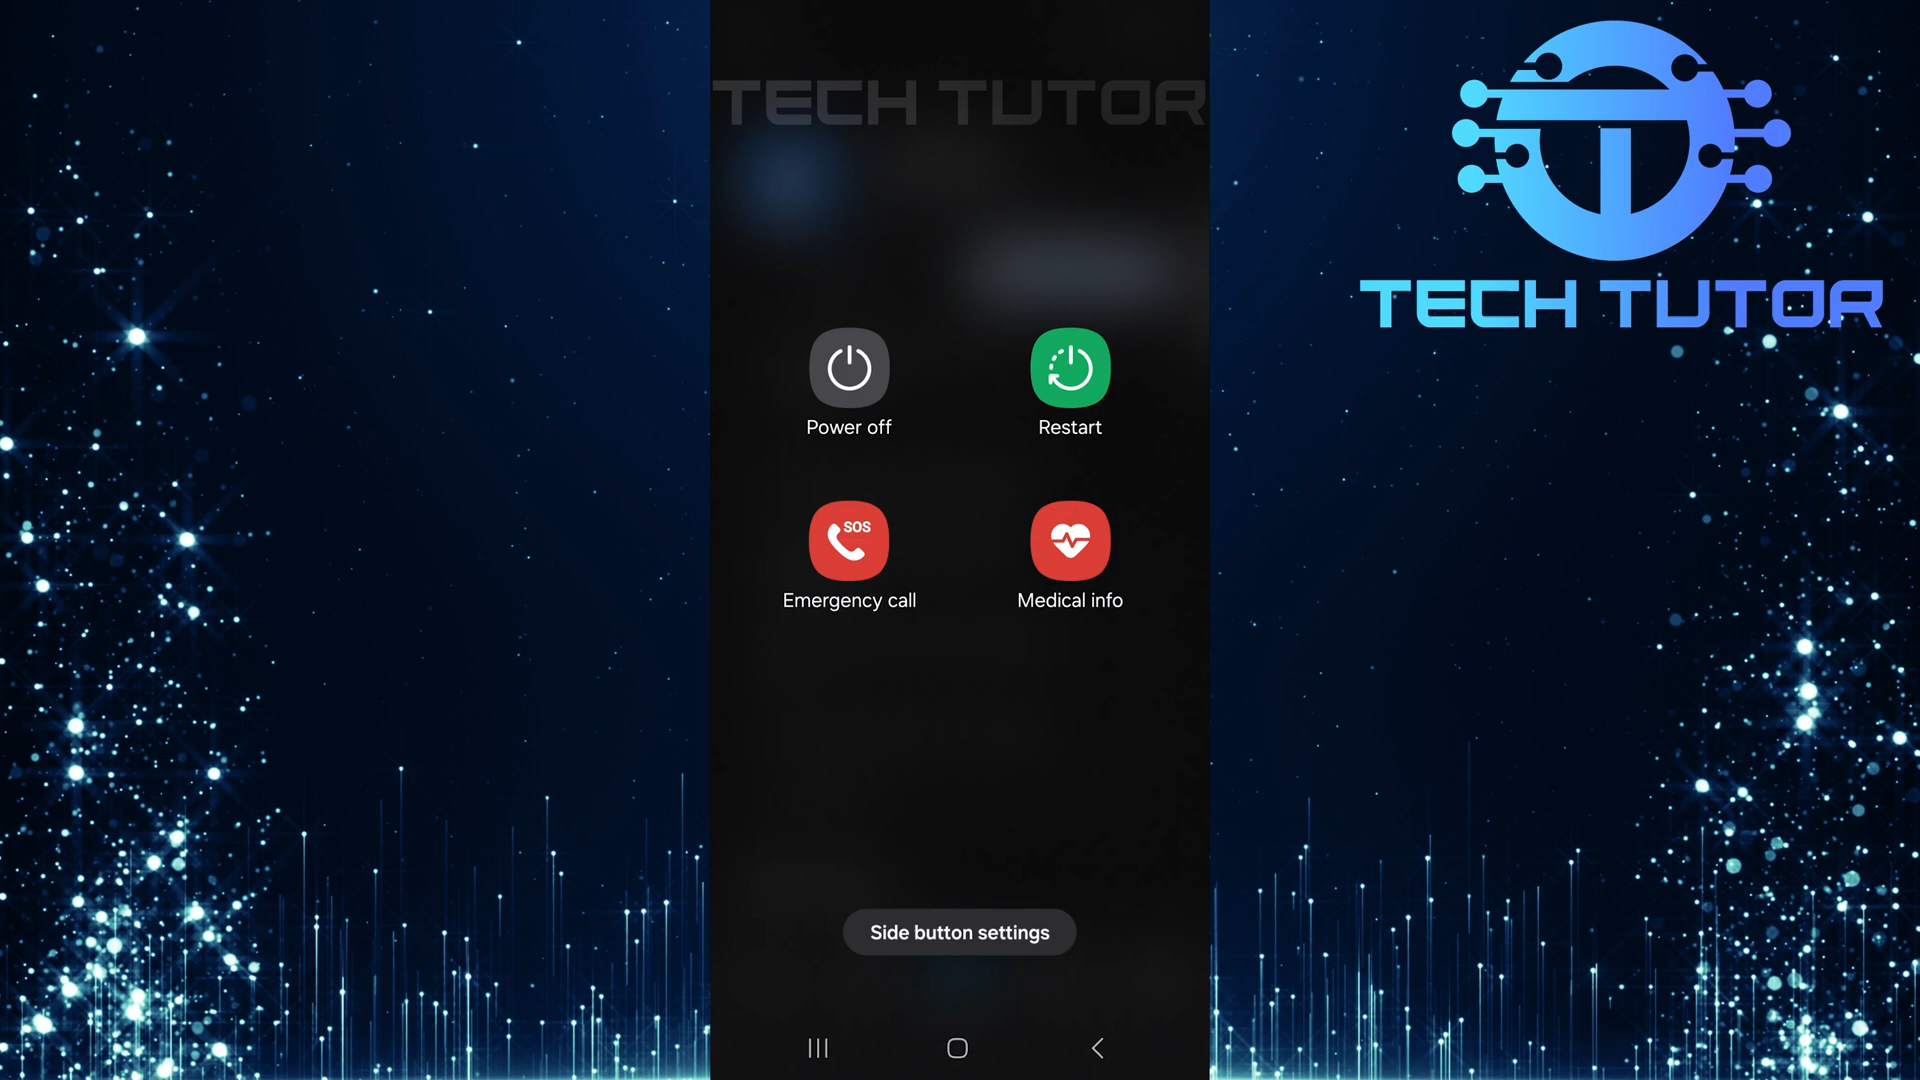 TECH TUTOR
TECH TUTOR
Power off
Restart
SOS
Emergency call
Medical info
Side button settings